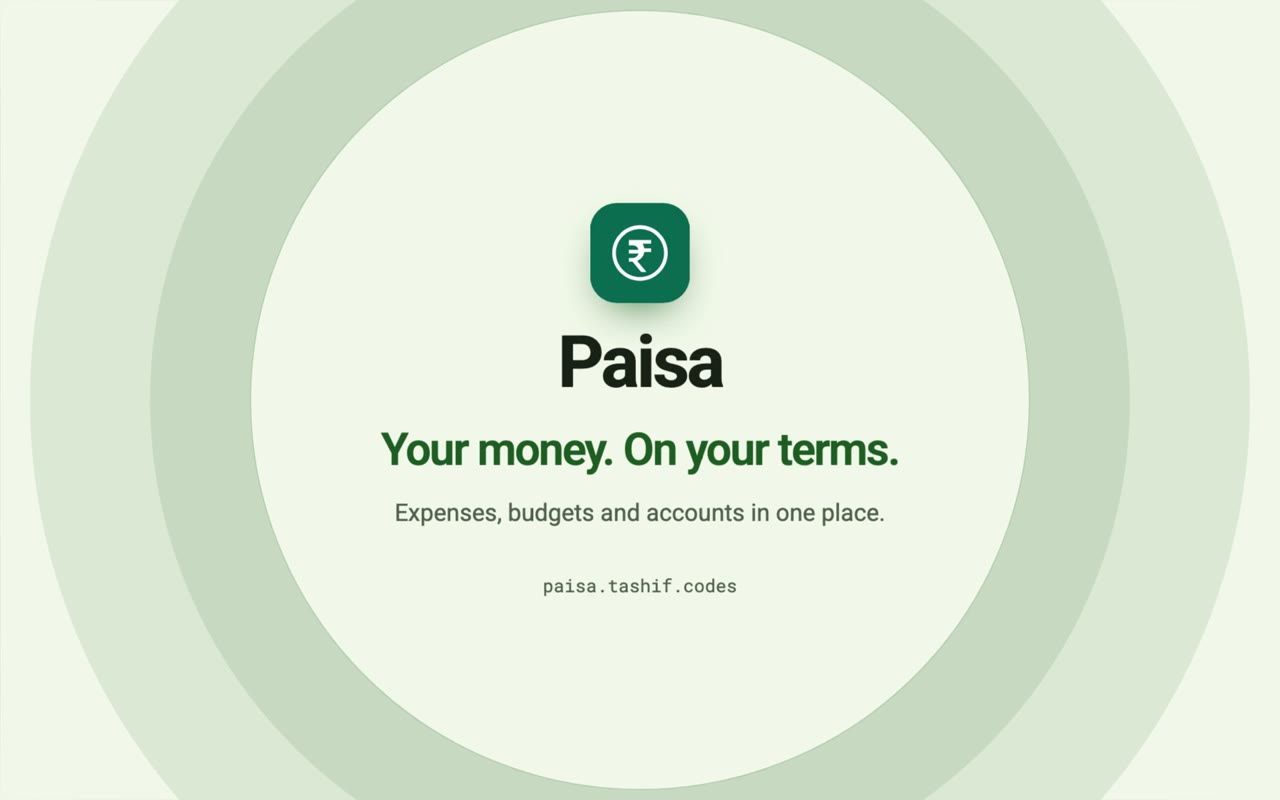 ₹
Paisa
Your money. On your terms.
Expenses, budgets and accounts in one place.
paisa.tashif.codes